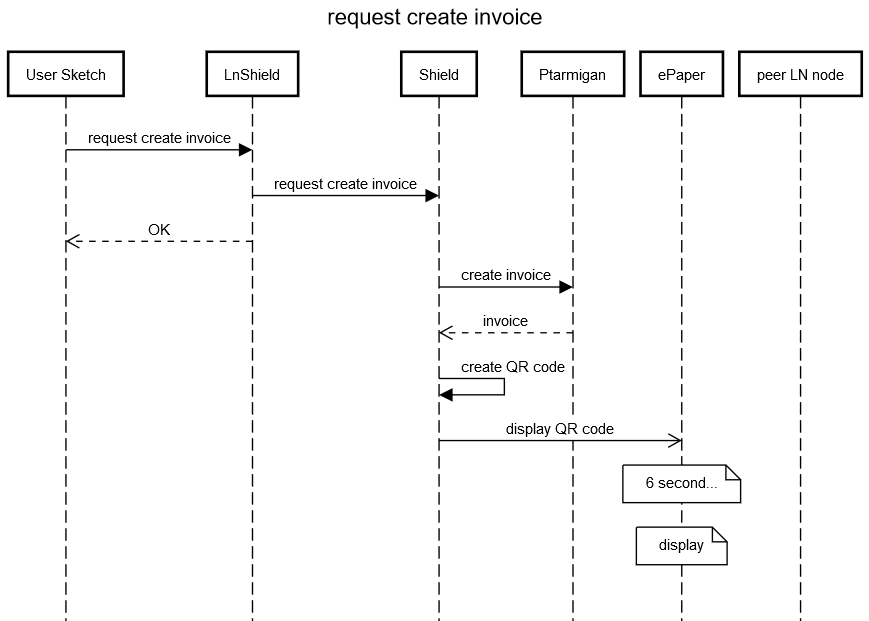 request create invoice
User Sketch
LnShield
Shield
Ptarmigan
ePaper
peer LN node
request create invoice
request create invoice
OK
create invoice
invoice
create QR code
display QR code
6 second...
display